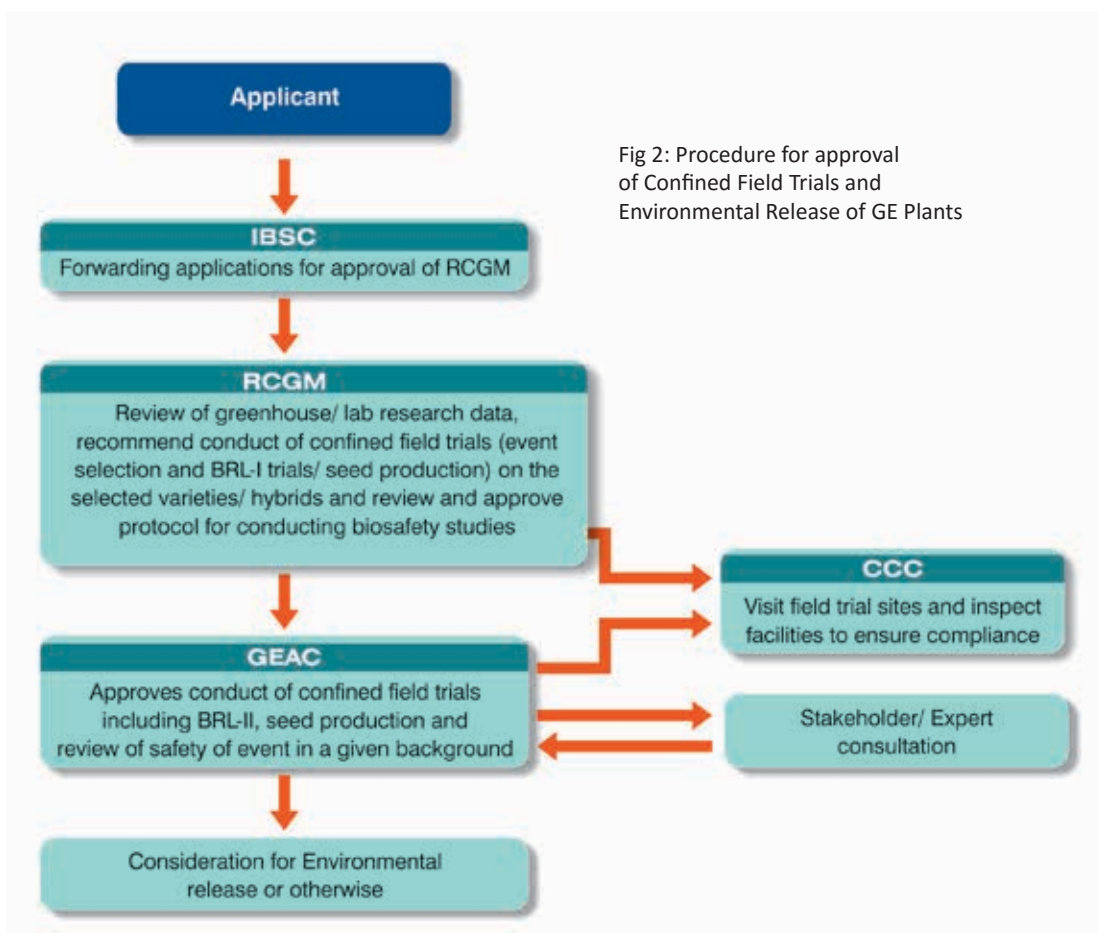 Applicant
Fig 2: Procedure for approval
of Confined Field Trials and
Environmental Release of GE Plants
IBSC
Forwarding applications for approval of RCGM
RCGM
Review of greenhouse/ lab research data,
recommend conduct of confined field trials (event
selection and BRL-I trials/ seed production) on the
selected varieties/ hybrids and review and approve
protocol for conducting biosafety studies
CCC
Visit field trial sites and inspect
facilities to ensure compliance
GEAC
Approves conduct of confined field trials
including BRL-II, seed production and
review of safety of event in a given background
Stakeholder/ Expert
consultation
Consideration for Environmental
release or otherwise